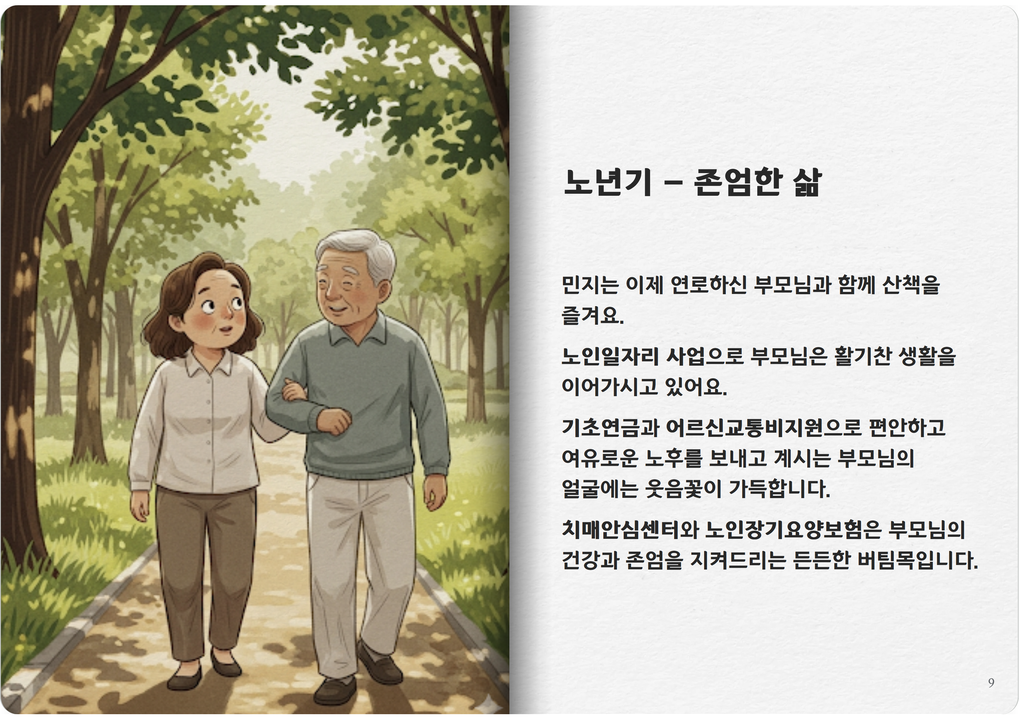 노년기 – 존엄한 삶
민지는 이제 연로하신 부모님과 함께 산책을
즐겨요.
노인일자리 사업으로 부모님은 활기찬 생활을
이어가시고 있어요.
기초연금과 어르신교통비지원으로 편안하고
여유로운 노후를 보내고 계시는 부모님의
얼굴에는 웃음꽃이 가득합니다.
치매안심센터와 노인장기요양보험은 부모님의
건강과 존엄을 지켜드리는 든든한 버팀목입니다.
9